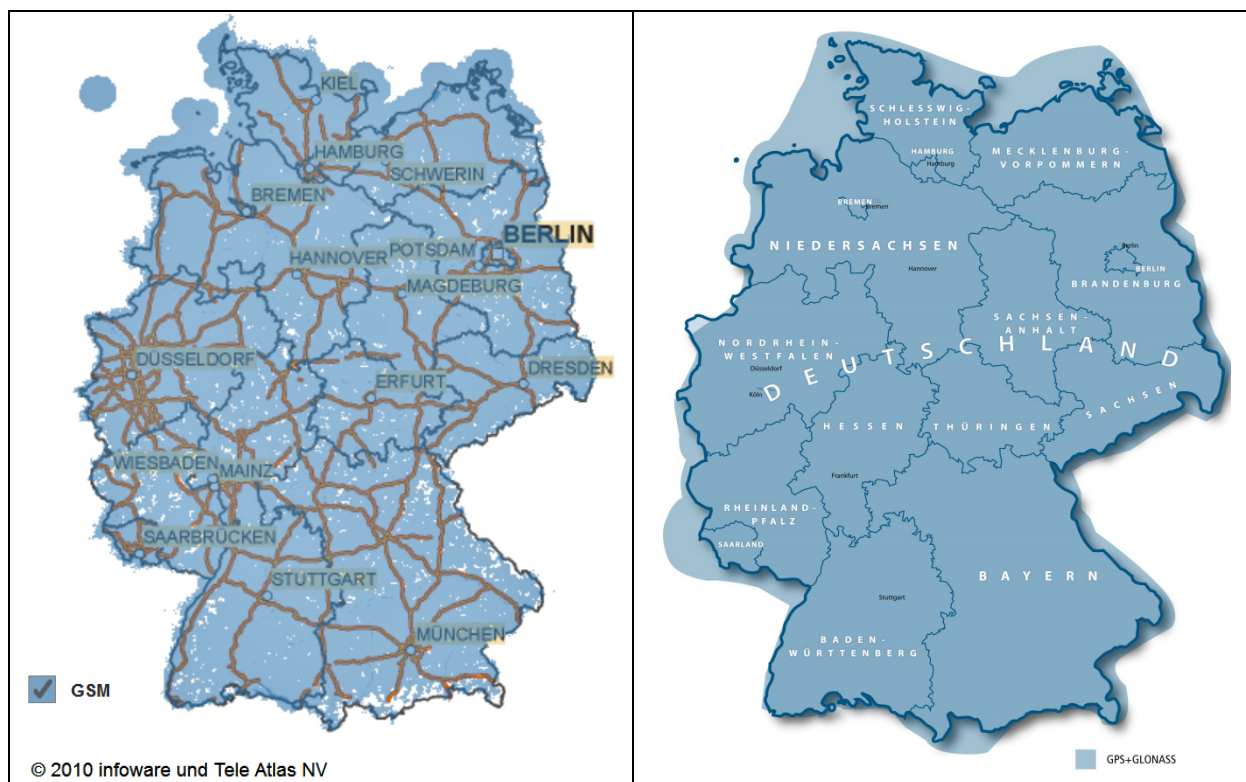 KIEL
HAMBURG
SCHWERIN
BREMEN
BERLIN
POTSDAM
HANNOVER
MAGDEBURG
DÜSSELDORF
DRESDEN
ERFURT
WIESBADEN
MAINZ
SAARBRÜCKEN
STUTTGART
MÜNCHEN
GSM
© 2010 infoware und Tele Atlas NV
SCHLESSWIG-
HOLSTEIN
HAMBURG
Hamburg
MECKLENBURG-
VORPOMMERN
BREMEN
Bremen
NIEDERSACHSEN
Hannover
Berlin
BERLIN
BRANDENBURG
SACHSEN-
ANHALT
NORDRHEIN-
WESTFALEN
Düsseldorf
Köln
DEUTSCHLAND
SACHSEN
HESSEN
THÜRINGEN
Frankfurt
RHEINLAND-
PFALZ
SAARLAND
BAYERN
Stuttgart
BADEN-
WÜRTTEMBERG
GPS+GLONASS